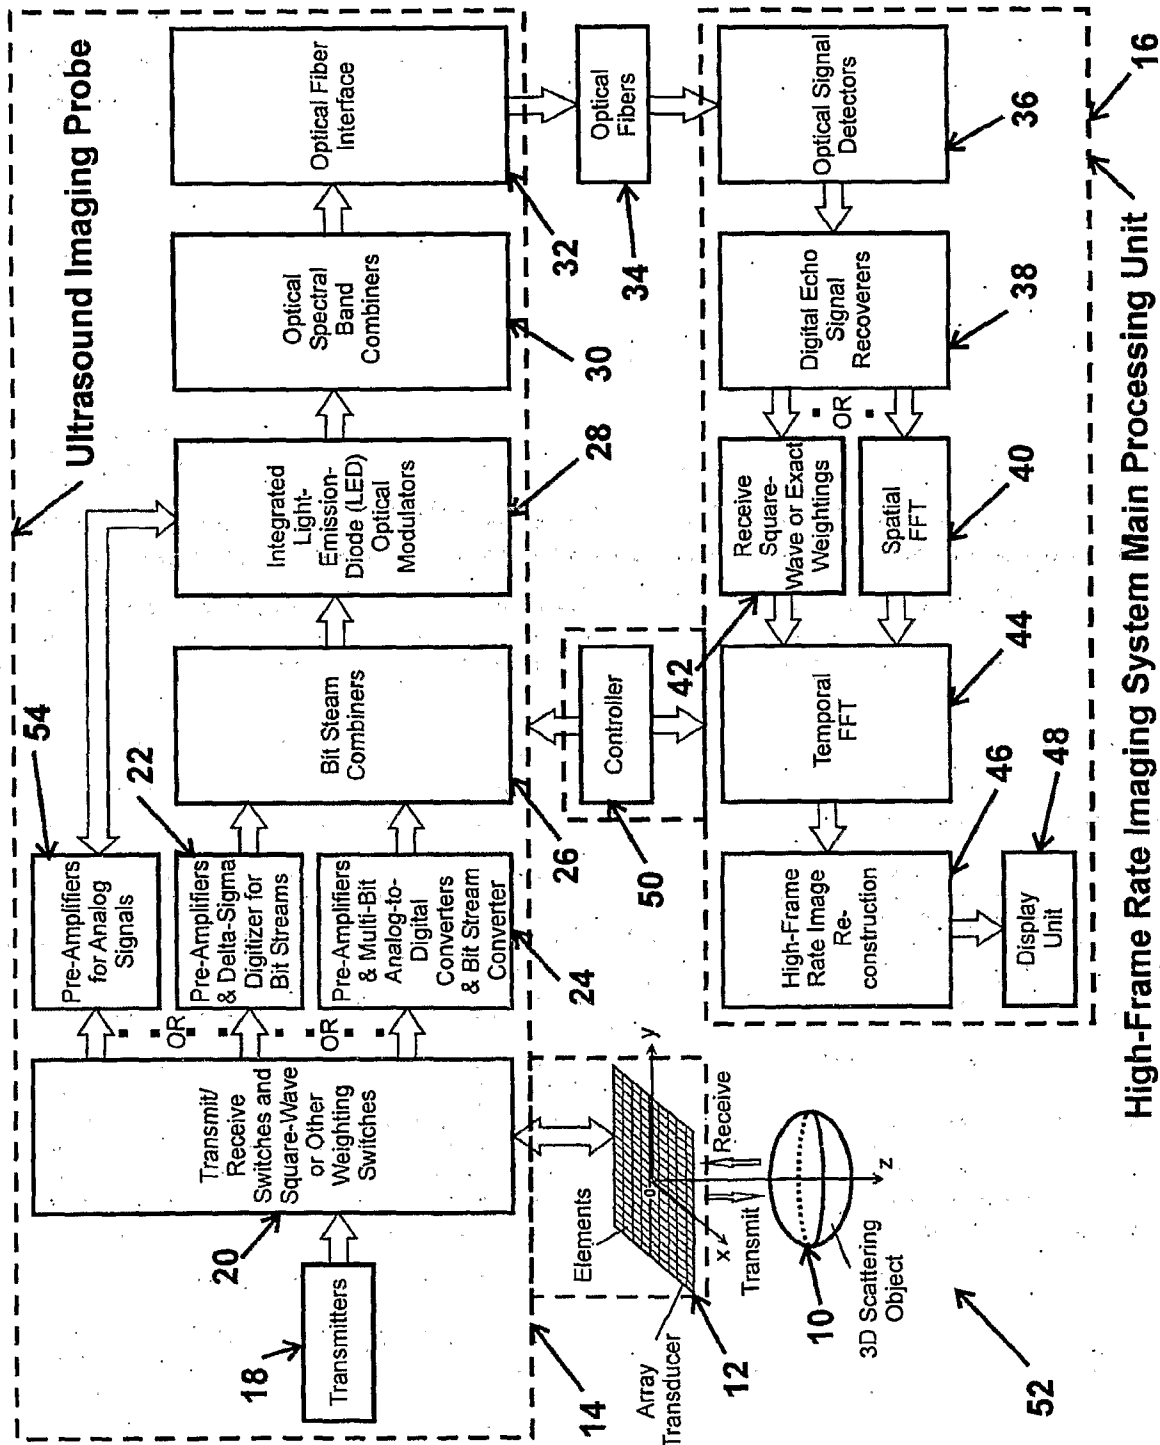 Ultrasound Imaging Probe
Transmitters
18
Transmit/
Receive
Switches and
Square-Wave
or Other
Weighting
Switches
20
OR
OR
Pre-Amplifiers
for Analog
Signals
54
Pre-Amplifiers
& Delta-Sigma
Digitizer for
Bit Streams
22
Pre-Amplifiers
& Multi-Bit
Analog-to-
Digital
Converters
& Bit Stream
Converter
24
Bit Steam
Combiners
26
Integrated
Light-
Emission-
Diode (LED)
Optical
Modulators
28
Optical
Spectral
Band
Combiners
30
Optical Fiber
Interface
32
14
Elements
Array
Transducer
12
x
y
0
z
Transmit
Receive
10
3D Scattering
Object
52
Controller
50
Optical
Fibers
34
Optical Signal
Detectors
36
Digital Echo
Signal
Recoverers
38
OR
Receive
Square-
Wave or Exact
Weightings
42
Spatial
FFT
40
Temporal
FFT
44
High-Frame
Rate Image
Re-
construction
46
Display
Unit
48
16
High-Frame Rate Imaging System Main Processing Unit